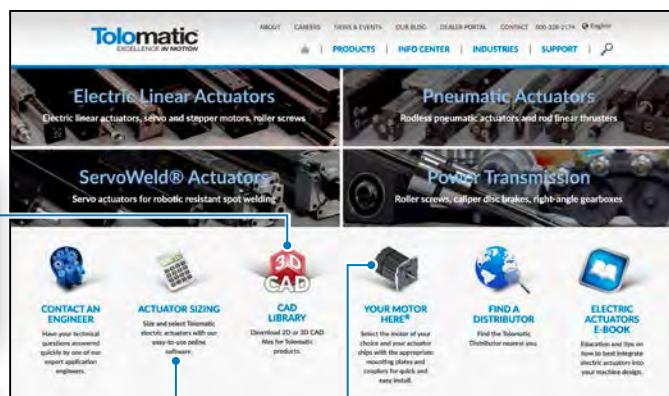 Tolomatic
EXCELLENCE IN MOTION
ABOUT CAREERS NEWS & EVENTS OUR BLOG DEALER PORTAL CONTACT 800-328-2174 English
PRODUCTS | INFO CENTER | INDUSTRIES | SUPPORT |
Electric Linear Actuators
Electric linear actuators, servo and stepper motors, roller screws
Pneumatic Actuators
Rodless pneumatic actuators and rod linear thrusters
ServoWeld® Actuators
Servo actuators for robotic resistant spot welding
Power Transmission
Roller screws, caliper disc brakes, right-angle gearboxes
3-D
CAD
CONTACT AN
ENGINEER
Have your technical
questions answered
quickly by one of our
expert application
engineers.
ACTUATOR SIZING
Size and select Tolomatic
electric actuators with our
easy-to-use online
software.
CAD
LIBRARY
Download 2D or 3D CAD
files for Tolomatic
products.
YOUR MOTOR
HERE®
Select the motor of your
choice and your actuator
ships with the appropriate
mounting plates and
couplers for quick and
easy install.
FIND A
DISTRIBUTOR
Find the Tolomatic
Distributor nearest you.
ELECTRIC
ACTUATORS
E-BOOK
Education and tips on
how to best integrate
electric actuators into
your machine design.